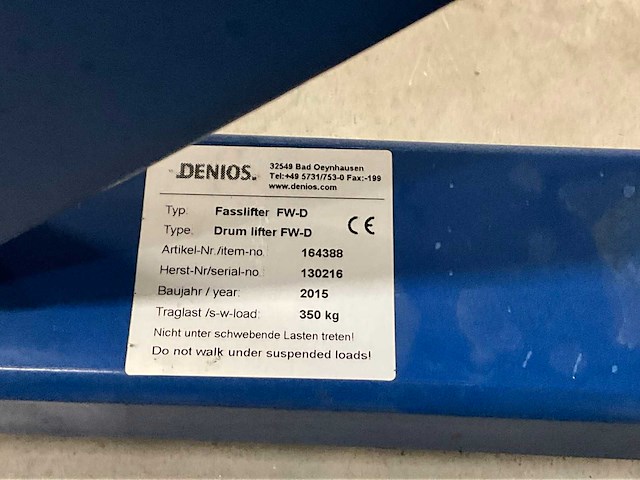 DENIOS.
32549 Bad Oeynhausen
Tel:+49 5731/753-0 Fax:-199
www.denios.com
Typ: Fasslifter FW-D
Type: Drum lifter FW-D
CE
Artikel-Nr./item-no 164388
Herst-Nr/serial-no. 130216
Baujahr / year: 2015
Traglast /s-w-load: 350 kg
Nicht unter schwebende Lasten treten!
Do not walk under suspended loads!